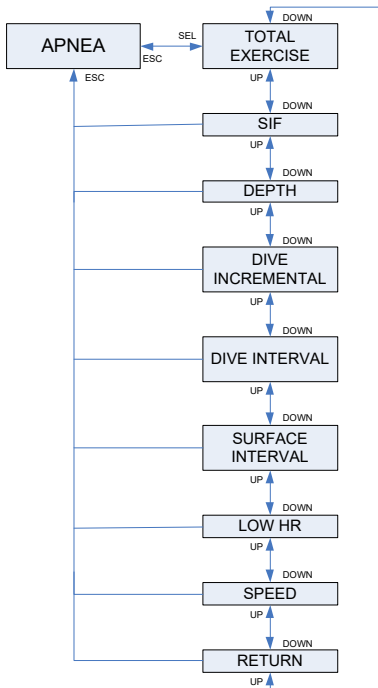 DOWN
APNEA
SEL
ESC
TOTAL
EXERCISE
ESC
UP
DOWN
SIF
UP
DOWN
DEPTH
UP
DOWN
DIVE
INCREMENTAL
UP
DOWN
DIVE INTERVAL
UP
DOWN
SURFACE
INTERVAL
UP
DOWN
LOW HR
UP
DOWN
SPEED
UP
DOWN
RETURN
UP